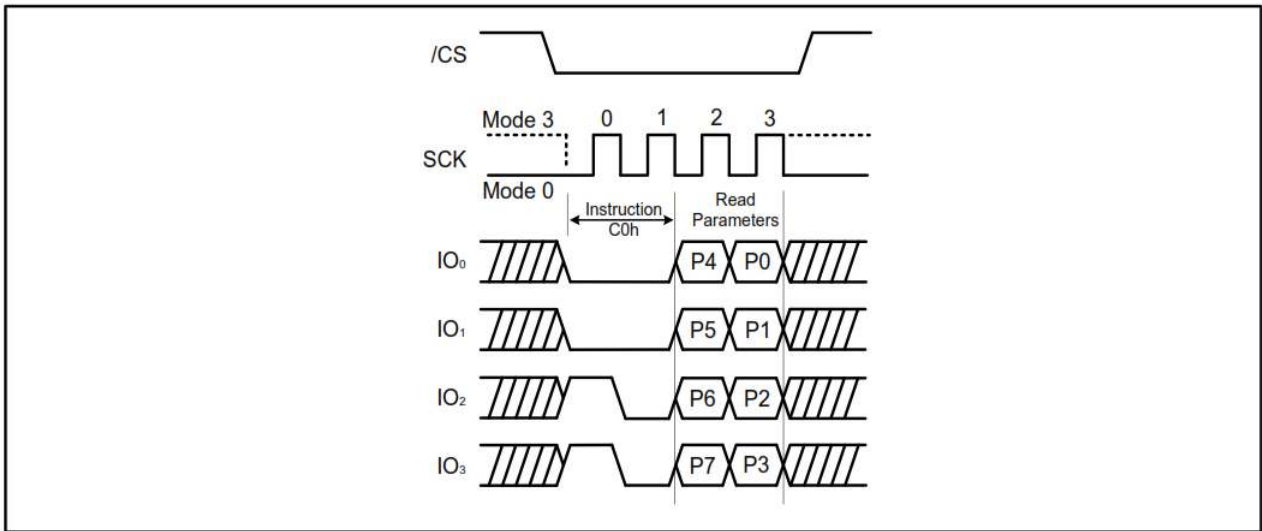 /CS
Mode 3 0 1 2 3
SCK
Mode 0
Instruction
C0h
Read
Parameters
IO₀ P4 P0
IO₁ P5 P1
IO₂ P6 P2
IO₃ P7 P3